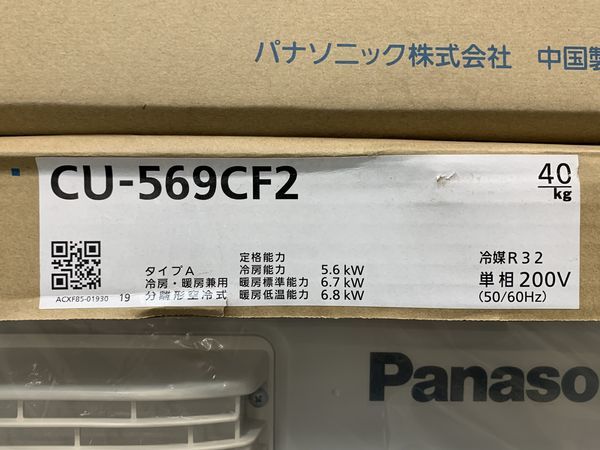 パナソニック株式会社 中国製
CU-569CF2
40
kg
定格能力
タイプA 冷房能力 5.6 kW
冷房・暖房兼用 暖房標準能力 6.7 kW
分離形空冷式 暖房低温能力 6.8 kW
冷媒R32
単相200V
(50/60Hz)
ACXF85-01930 19
Panaso